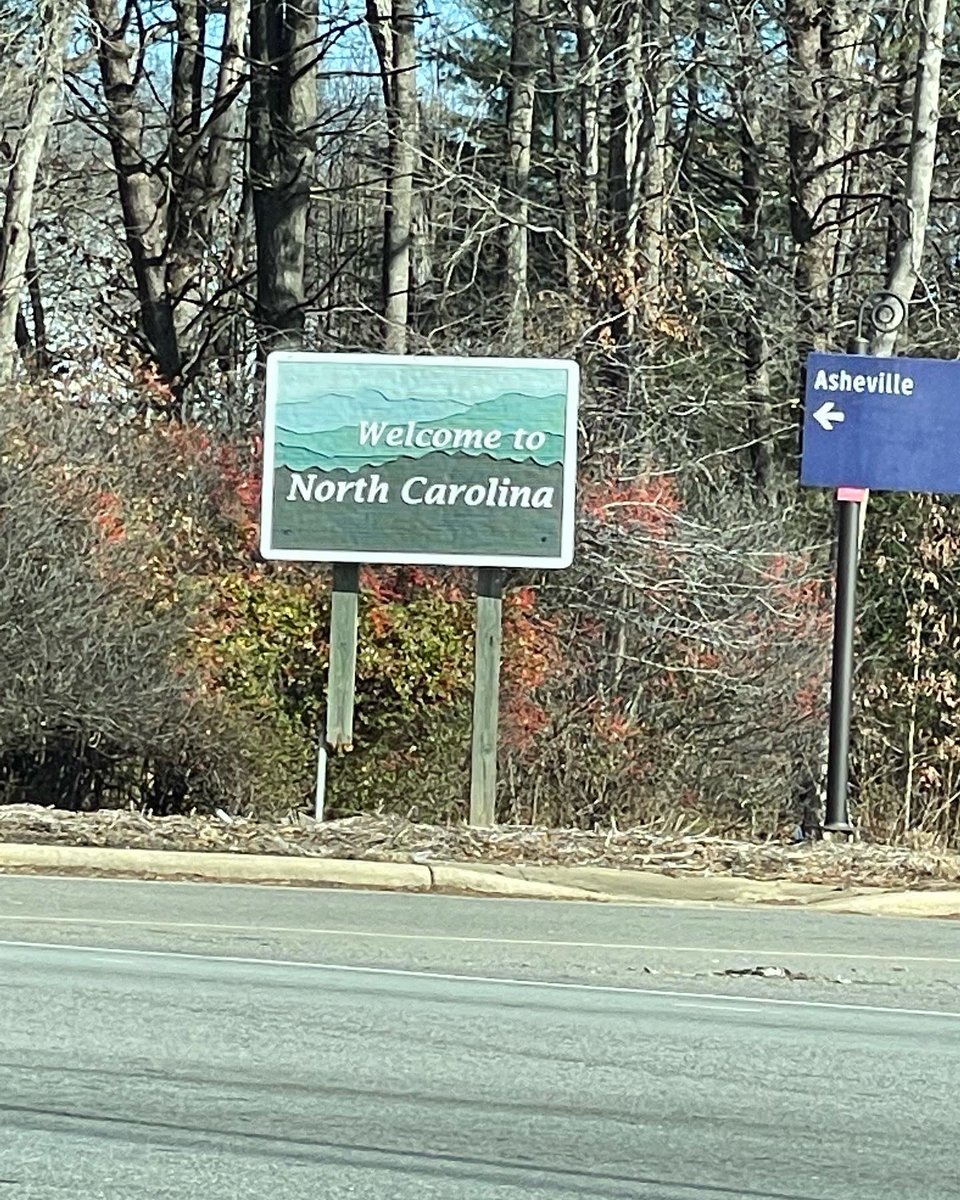 Welcome to
North Carolina
Asheville
←